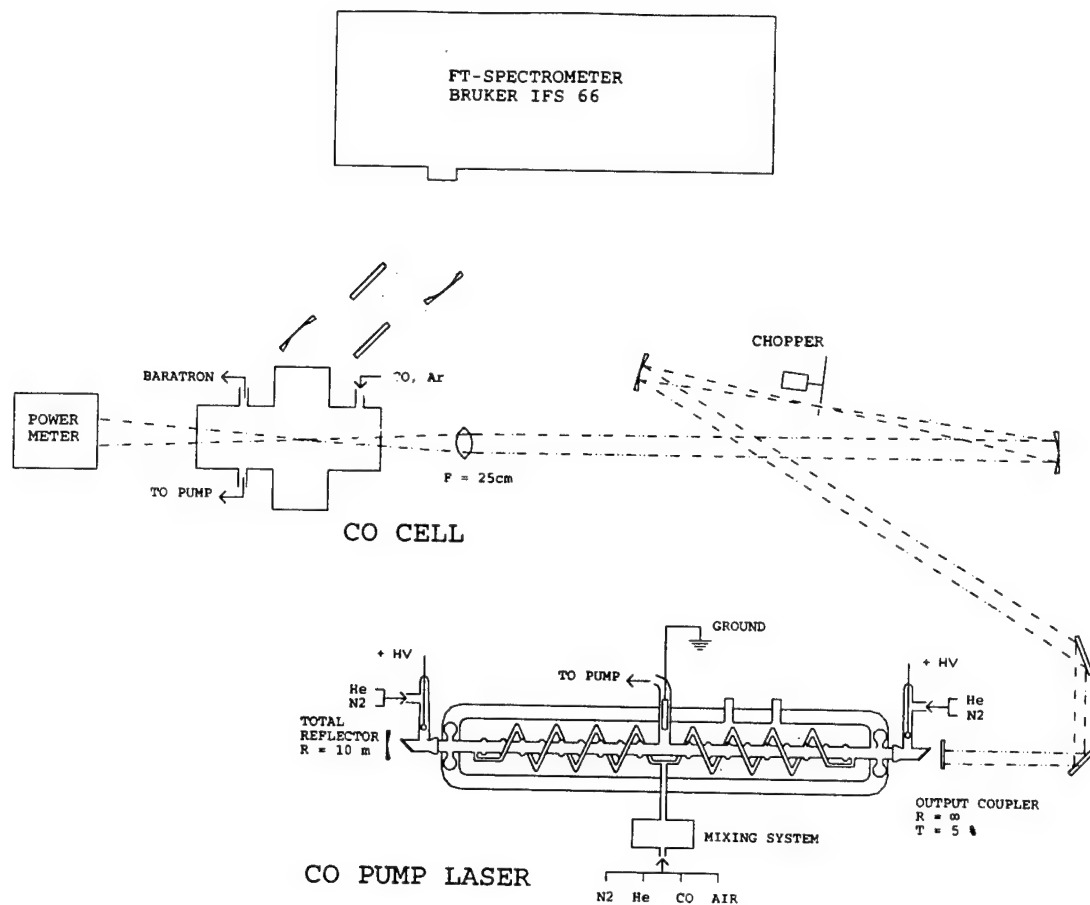 FT-SPECTROMETER
BRUKER IFS 66
CHOPPER
BARATRON
CO, Ar
POWER
METER
TO PUMP
F = 25cm
CO CELL
GROUND
+ HV
TO PUMP
+ HV
He
N2
He
N2
TOTAL
REFLECTOR
R = 10 m
OUTPUT COUPLER
R = ∞
T = 5 %
MIXING SYSTEM
CO PUMP LASER
N2 He CO AIR